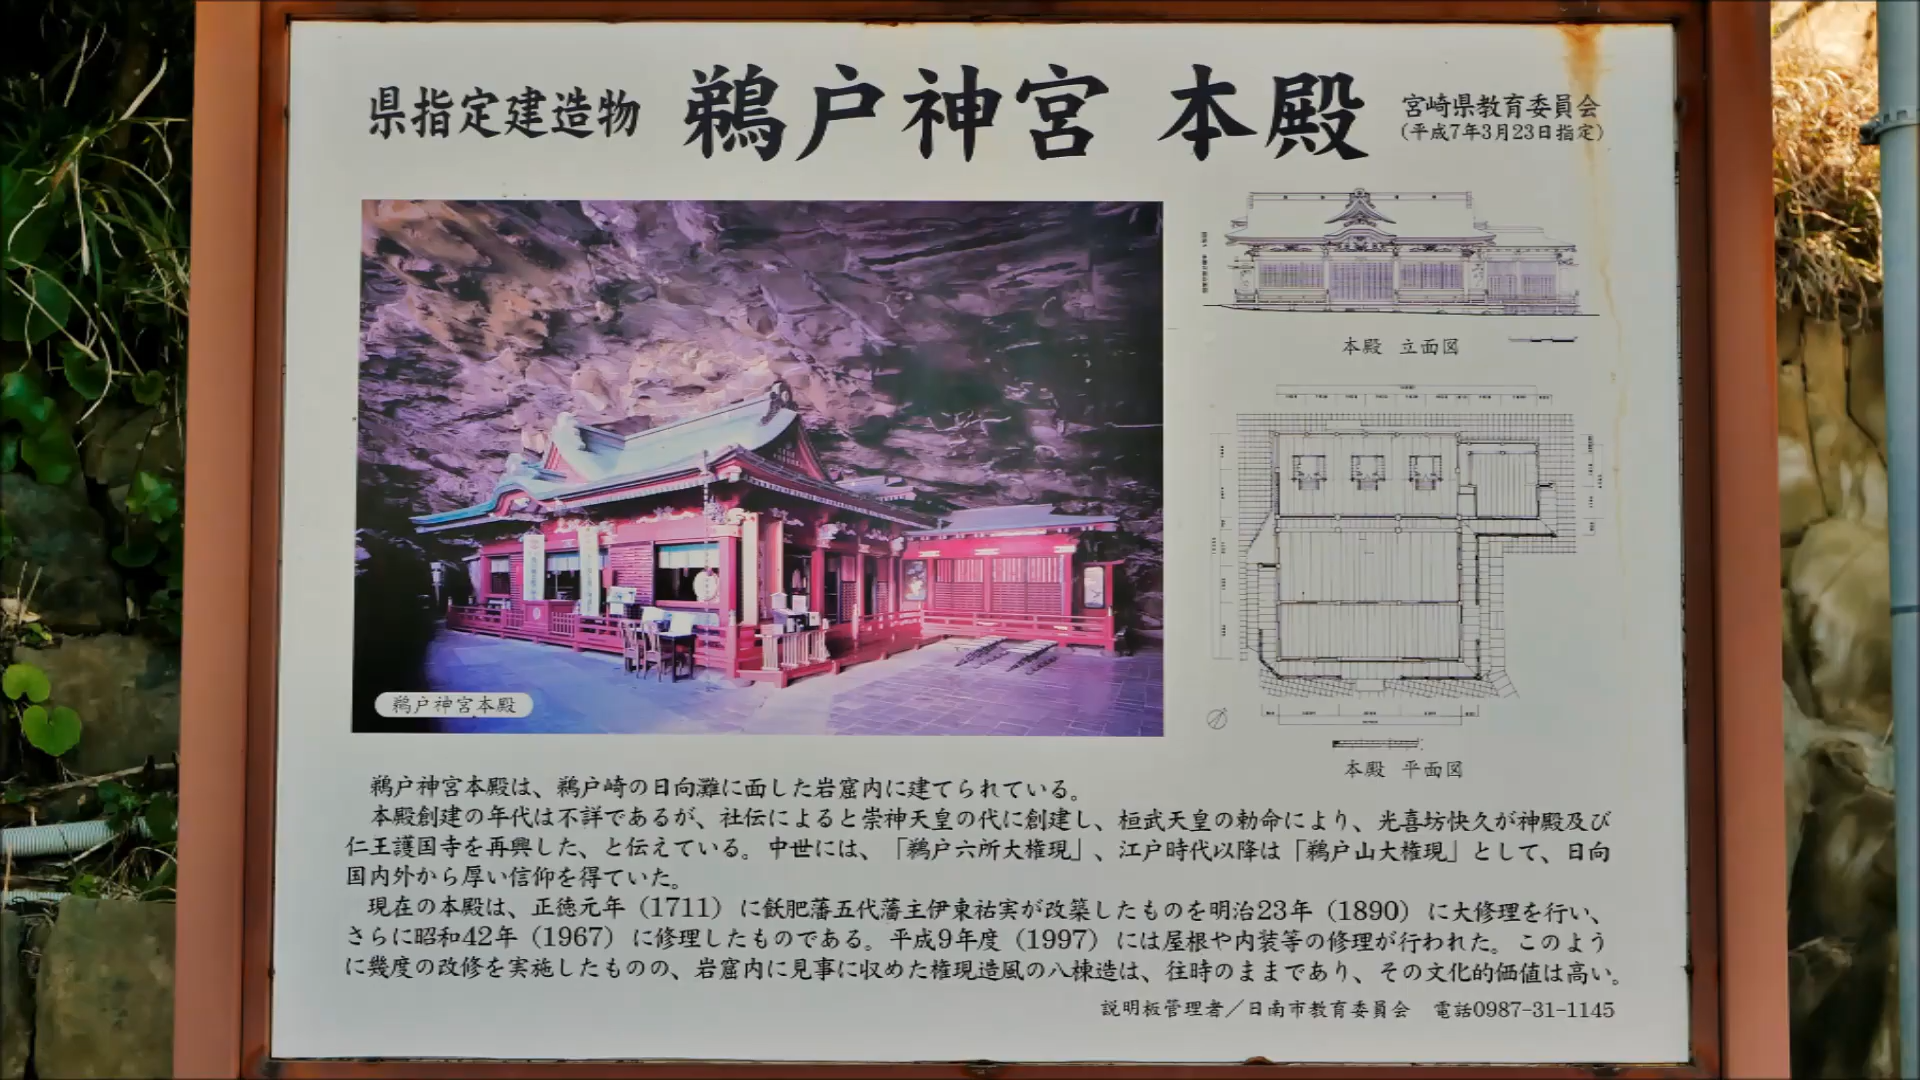 県指定建造物 鵜戸神宮 本殿 宮崎県教育委員会
(平成7年3月23日指定)
本殿 立面図
鵜戸神宮本殿
本殿 平面図
鵜戸神宮本殿は、鵜戸崎の日向灘に面した岩窟内に建てられている。
本殿創建の年代は不詳であるが、社伝によると崇神天皇の代に創建し、桓武天皇の勅命により、光喜坊快久が神殿及び
仁王護国寺を再興した、と伝えている。中世には、「鵜戸六所大権現」、江戸時代以降は「鵜戸山大権現」として、日向
国内外から厚い信仰を得ていた。
現在の本殿は、正徳元年(1711)に飫肥藩五代藩主伊東祐実が改築したものを明治23年(1890)に大修理を行い、
さらに昭和42年(1967)に修理したものである。平成9年度(1997)には屋根や内装等の修理が行われた。このよう
に幾度の改修を実施したものの、岩窟内に見事に収めた権現造風の八棟造は、往時のままであり、その文化的価値は高い。
説明板管理者/日南市教育委員会 電話0987-31-1145